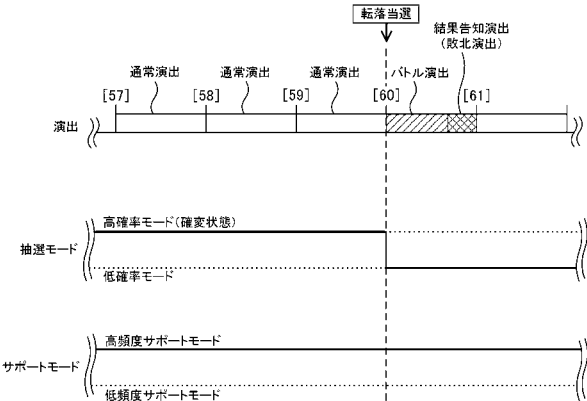 転落当選
結果告知演出
(敗北演出)
通常演出
通常演出
通常演出
バトル演出
[57]
[58]
[59]
[60]
[61]
演出
高確率モード(確変状態)
抽選モード
低確率モード
高頻度サポートモード
サポートモード
低頻度サポートモード